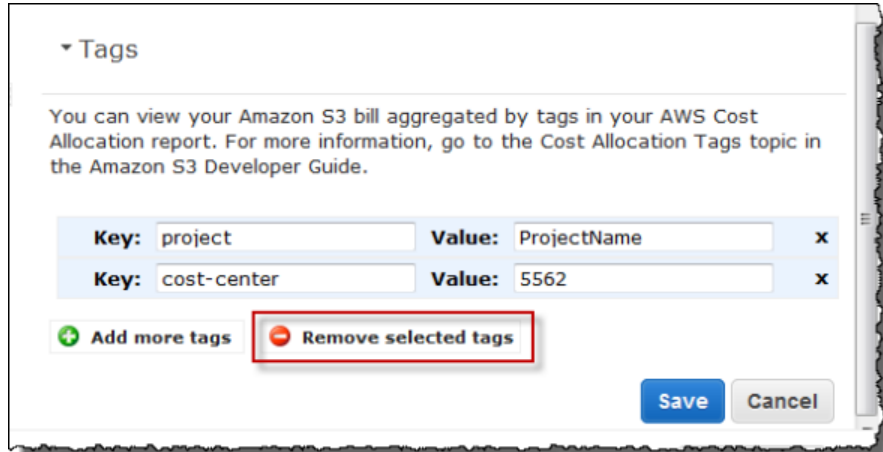 Tags
You can view your Amazon S3 bill aggregated by tags in your AWS Cost
Allocation report. For more information, go to the Cost Allocation Tags topic in
the Amazon S3 Developer Guide.
Key: project Value: ProjectName x
Key: cost-center Value: 5562 x
Add more tags Remove selected tags
Save Cancel